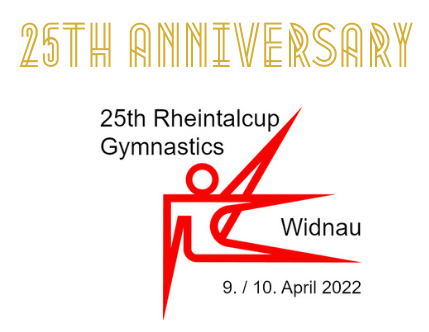 25TH ANNIVERSARY
25th Rheintalcup
Gymnastics
Widnau
9. / 10. April 2022